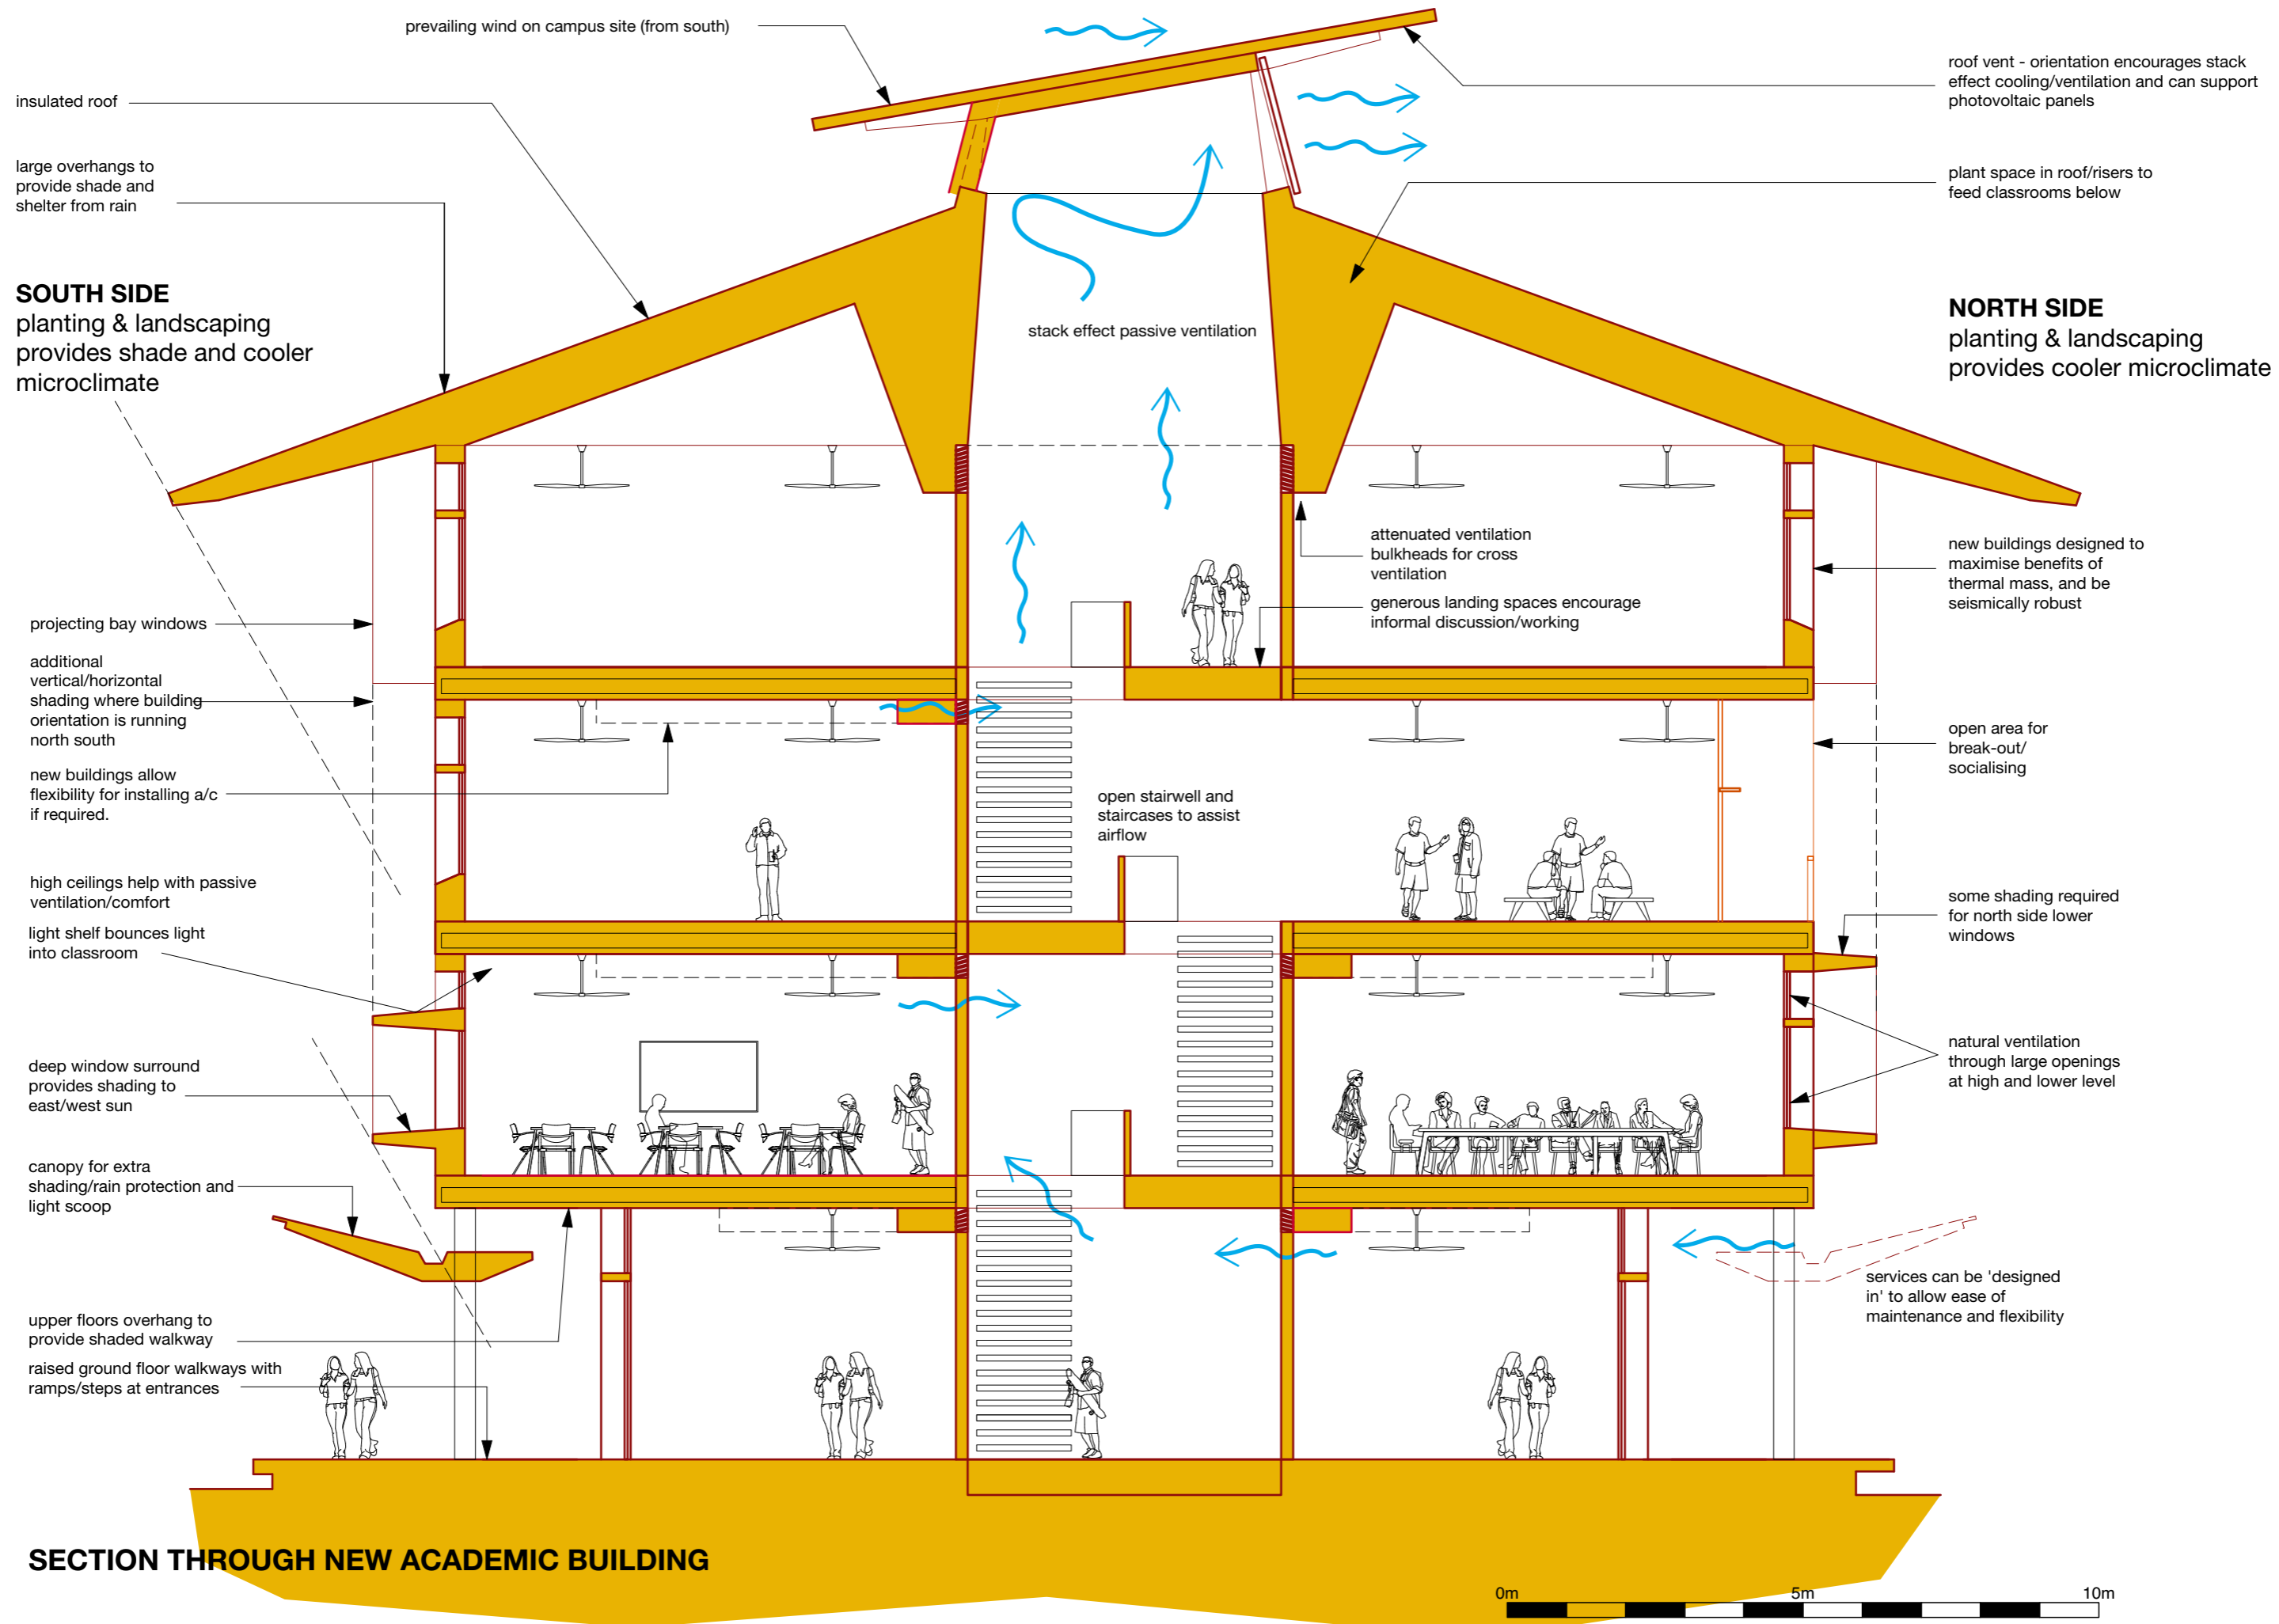 prevailing wind on campus site (from south)
insulated roof
large overhangs to
provide shade and
shelter from rain
SOUTH SIDE
planting & landscaping
provides shade and cooler
microclimate
projecting bay windows
additional
vertical/horizontal
shading where building
orientation is running
north south
new buildings allow
flexibility for installing a/c
if required.
high ceilings help with passive
ventilation/comfort
light shelf bounces light
into classroom
deep window surround
provides shading to
east/west sun
canopy for extra
shading/rain protection and
light scoop
upper floors overhang to
provide shaded walkway
raised ground floor walkways with
ramps/steps at entrances
stack effect passive ventilation
attenuated ventilation
bulkheads for cross
ventilation
generous landing spaces encourage
informal discussion/working
open stairwell and
staircases to assist
airflow
roof vent - orientation encourages stack
effect cooling/ventilation and can support
photovoltaic panels
plant space in roof/risers to
feed classrooms below
NORTH SIDE
planting & landscaping
provides cooler microclimate
new buildings designed to
maximise benefits of
thermal mass, and be
seismically robust
open area for
break-out/
socialising
some shading required
for north side lower
windows
natural ventilation
through large openings
at high and lower level
services can be 'designed
in' to allow ease of
maintenance and flexibility
SECTION THROUGH NEW ACADEMIC BUILDING
0m 5m 10m